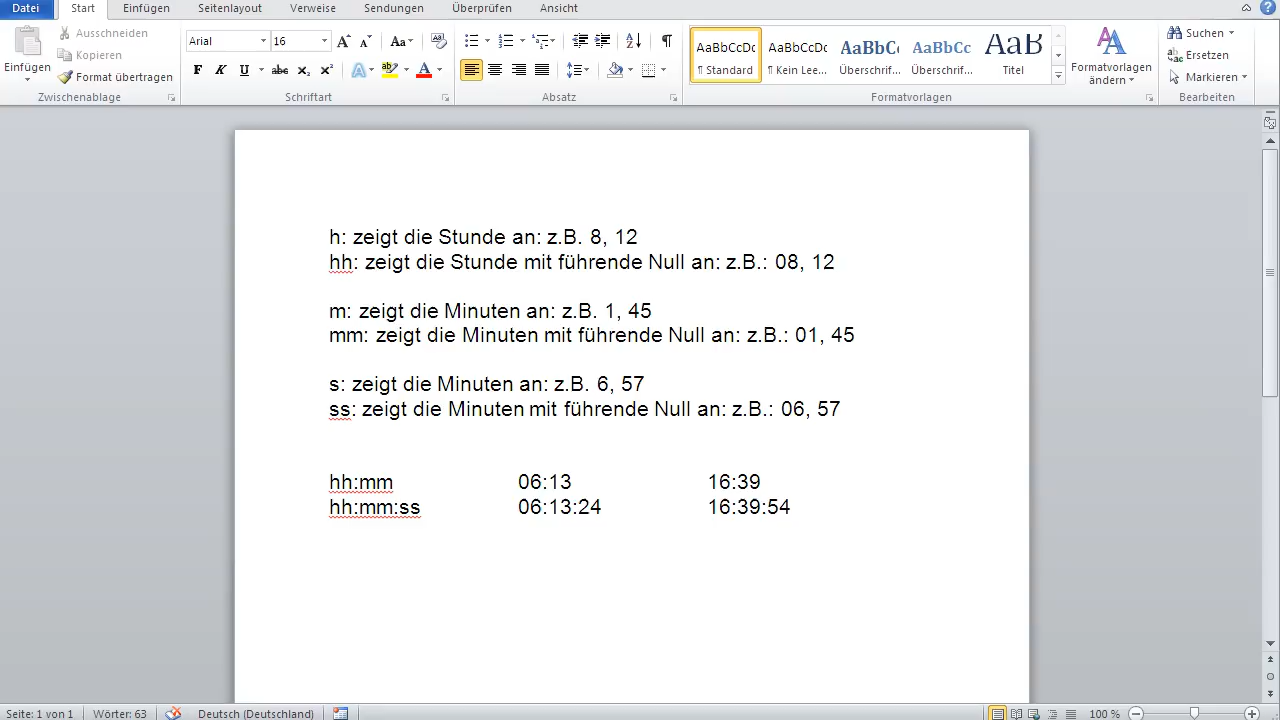 Datei Start Einfügen Seitenlayout Verweise Sendungen Überprüfen Ansicht
Einfügen
Ausschneiden
Kopieren
Format übertragen
Zwischenablage
Arial 16
F K U abc x₂ x² Aa
Schriftart
Absatz
AaBbCcDc AaBbCcDc AaBbCc AaBbCc AaB
¶ Standard ¶ Kein Lee... Überschrif... Überschrif... Titel
Formatvorlagen ändern
Formatvorlagen
Suchen
Ersetzen
Markieren
Bearbeiten
h: zeigt die Stunde an: z.B. 8, 12
hh: zeigt die Stunde mit führende Null an: z.B.: 08, 12
m: zeigt die Minuten an: z.B. 1, 45
mm: zeigt die Minuten mit führende Null an: z.B.: 01, 45
s: zeigt die Minuten an: z.B. 6, 57
ss: zeigt die Minuten mit führende Null an: z.B.: 06, 57
hh:mm 06:13 16:39
hh:mm:ss 06:13:24 16:39:54
Seite: 1 von 1 Wörter: 63 Deutsch (Deutschland) 100 %